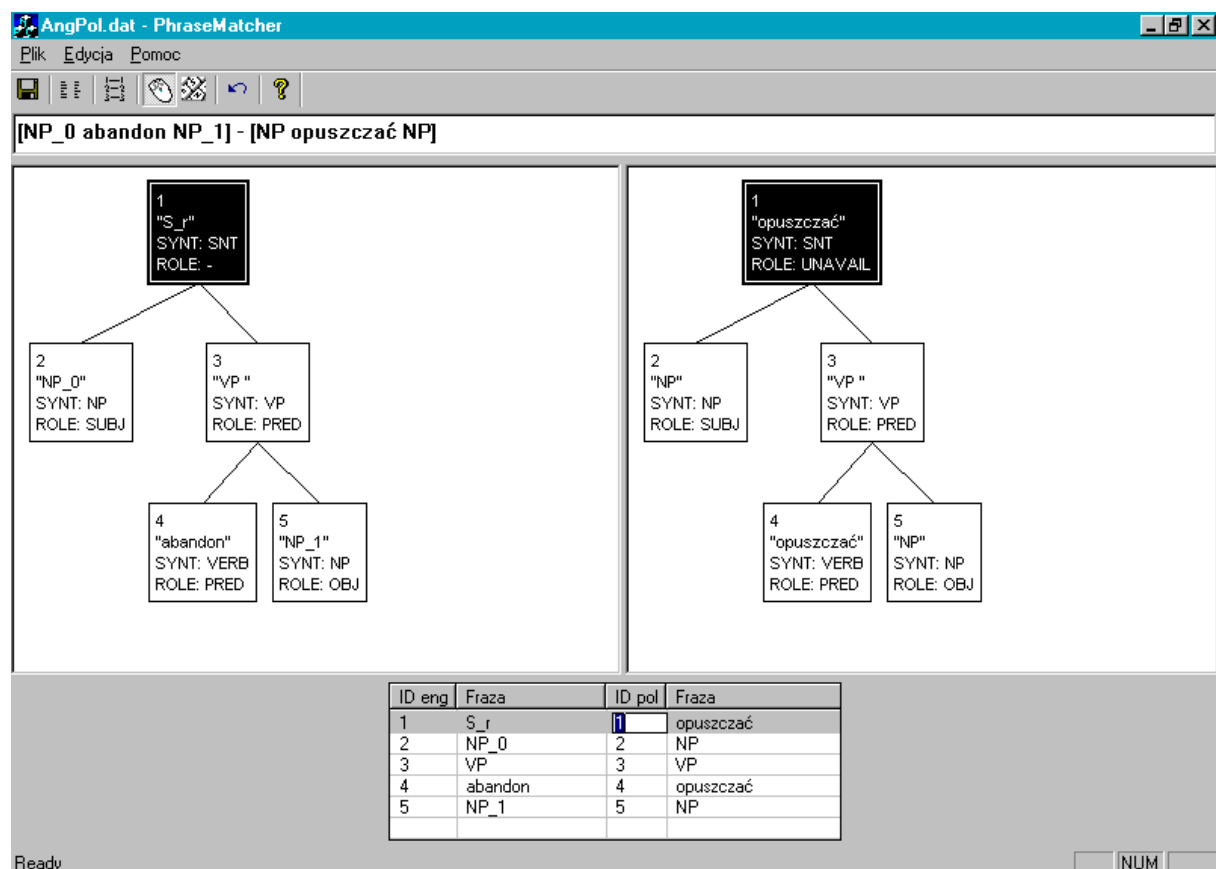 AngPol.dat - PhraseMatcher
Plik Edycja Pomoc
[NP_0 abandon NP_1] - [NP opuszczać NP]
1
"S_r"
SYNT: SNT
ROLE: -
2
"NP_0"
SYNT: NP
ROLE: SUBJ
3
"VP "
SYNT: VP
ROLE: PRED
4
"abandon"
SYNT: VERB
ROLE: PRED
5
"NP_1"
SYNT: NP
ROLE: OBJ
1
"opuszczać"
SYNT: SNT
ROLE: UNAVAIL
2
"NP"
SYNT: NP
ROLE: SUBJ
3
"VP "
SYNT: VP
ROLE: PRED
4
"opuszczać"
SYNT: VERB
ROLE: PRED
5
"NP"
SYNT: NP
ROLE: OBJ
ID eng Fraza ID pol Fraza
1 S_r 1 opuszczać
2 NP_0 2 NP
3 VP 3 VP
4 abandon 4 opuszczać
5 NP_1 5 NP
Ready NUM